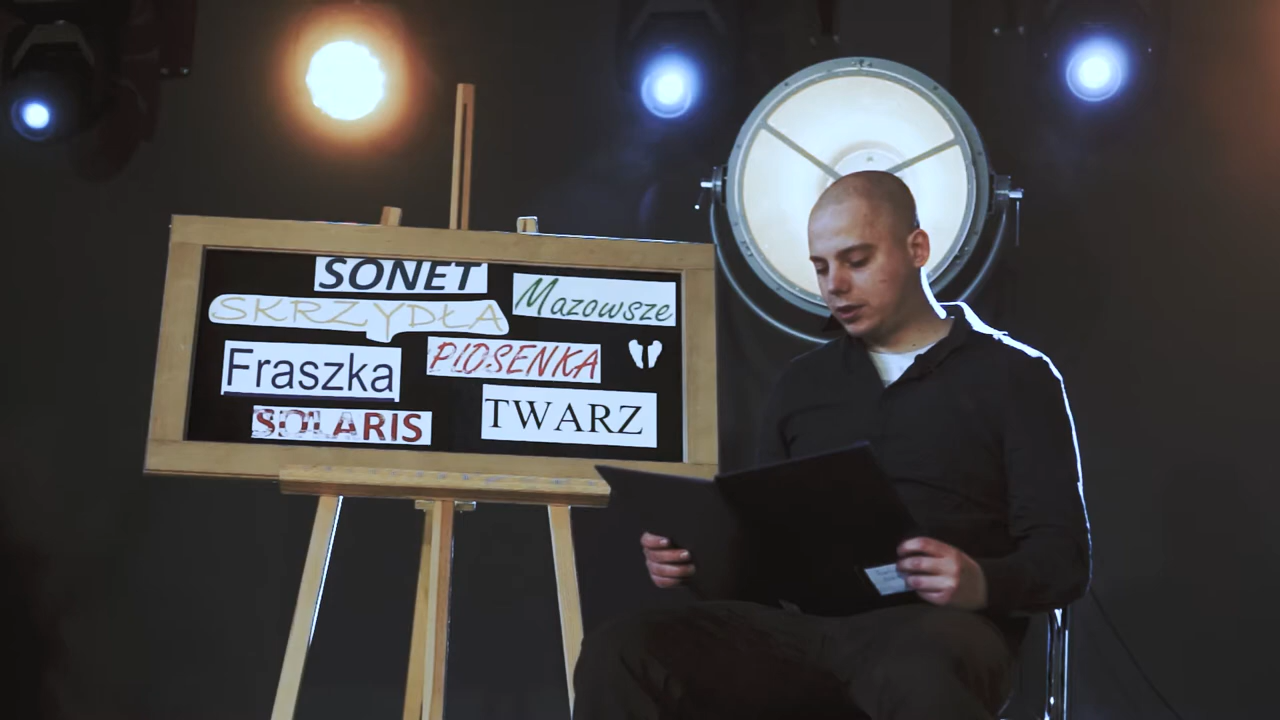 SONET
Mazowsze
SKRZYDŁA
PIOSENKA
Fraszka
TWARZ
SOLARIS